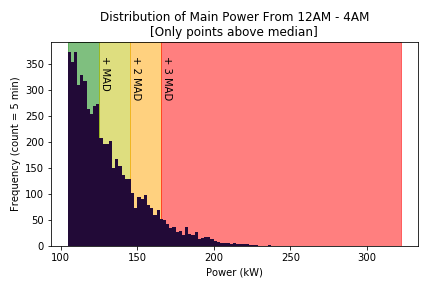 Distribution of Main Power From 12AM - 4AM
[Only points above median]
Frequency (count = 5 min)
350
300
250
200
150
100
50
0
+ MAD
+ 2 MAD
+ 3 MAD
100
150
200
250
300
Power (kW)